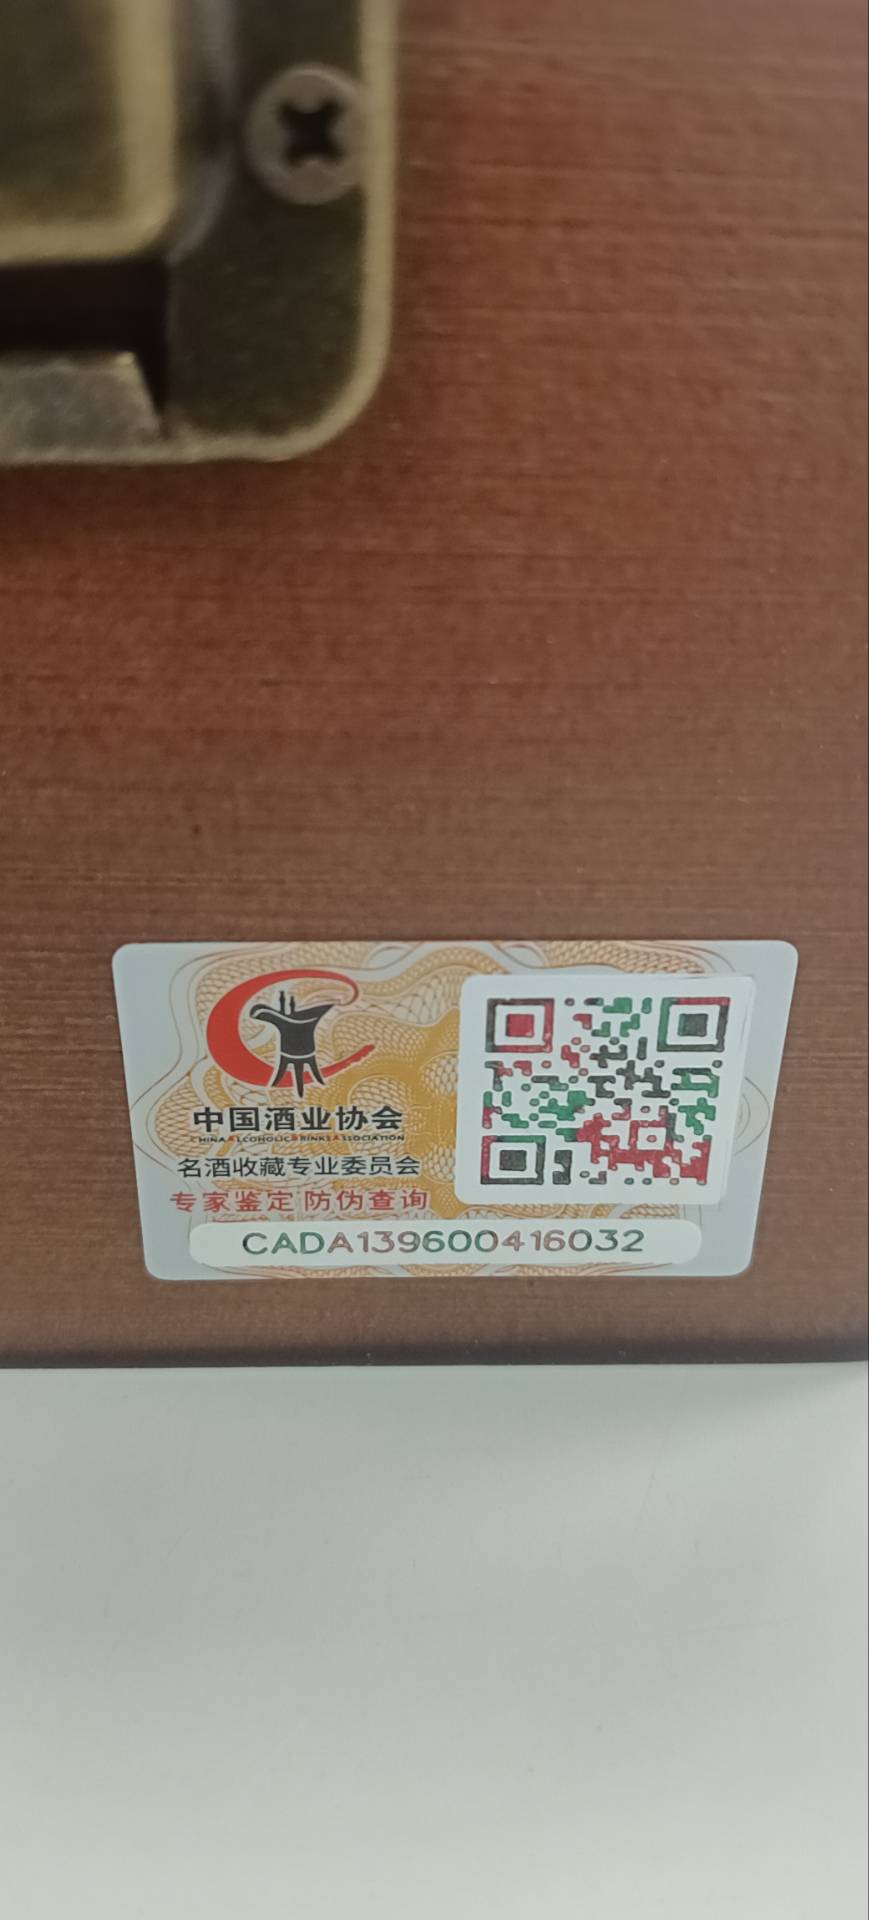 中国酒业协会
CHINA ALCOHOLIC DRINKS ASSOCIATION
名酒收藏专业委员会
专家鉴定 防伪查询
CADA139600416032